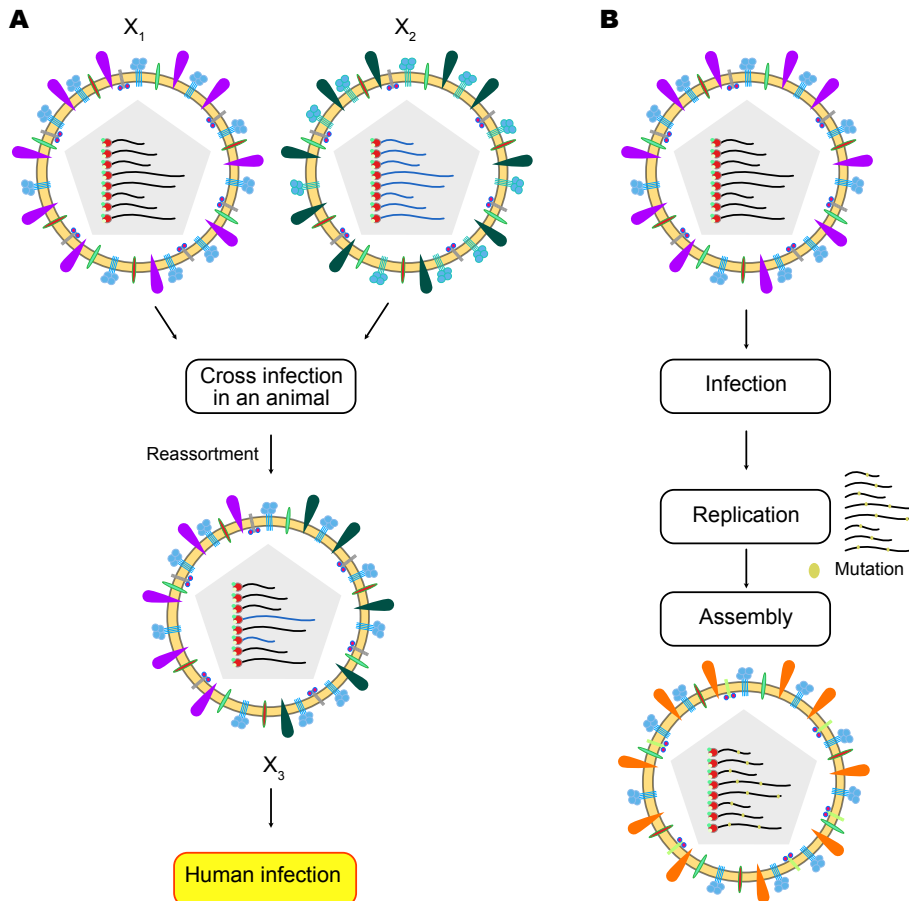 A
X1
X2
Cross infection
in an animal
Reassortment
X3
Human infection
B
Infection
Replication
Mutation
Assembly